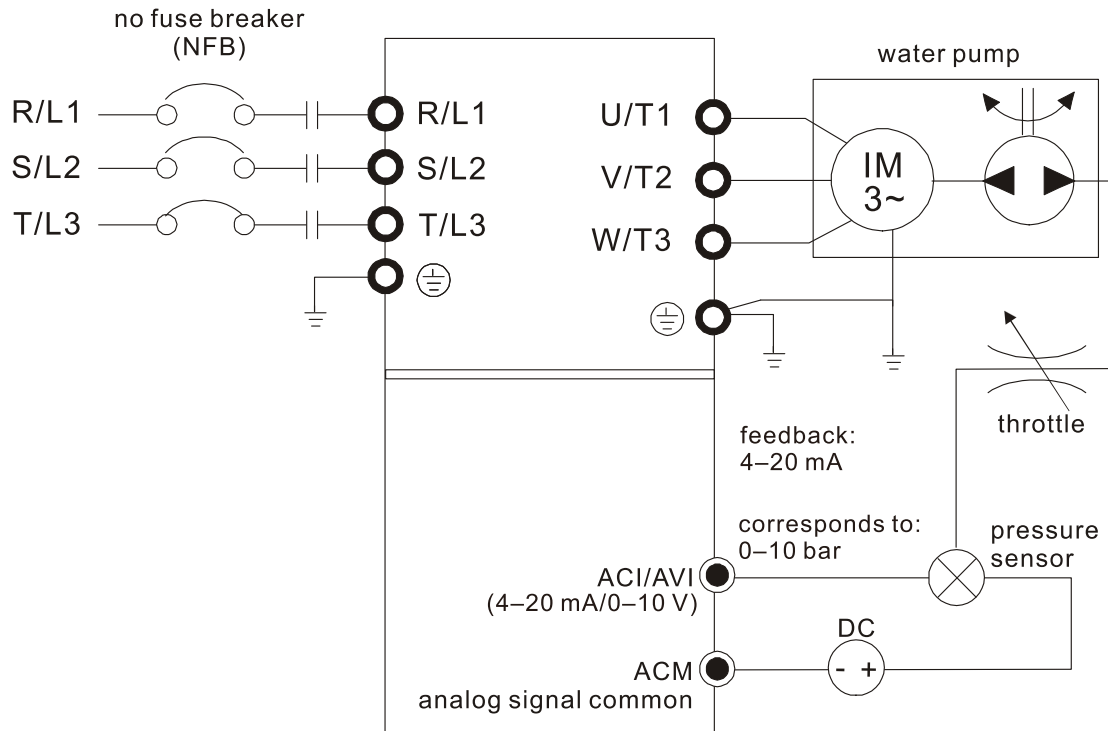 no fuse breaker
(NFB)
water pump
R/L1
R/L1
U/T1
S/L2
S/L2
V/T2
IM
3~
T/L3
T/L3
W/T3
throttle
feedback:
4–20 mA
corresponds to:
0–10 bar
pressure
sensor
ACI/AVI
(4–20 mA/0–10 V)
DC
- +
ACM
analog signal common